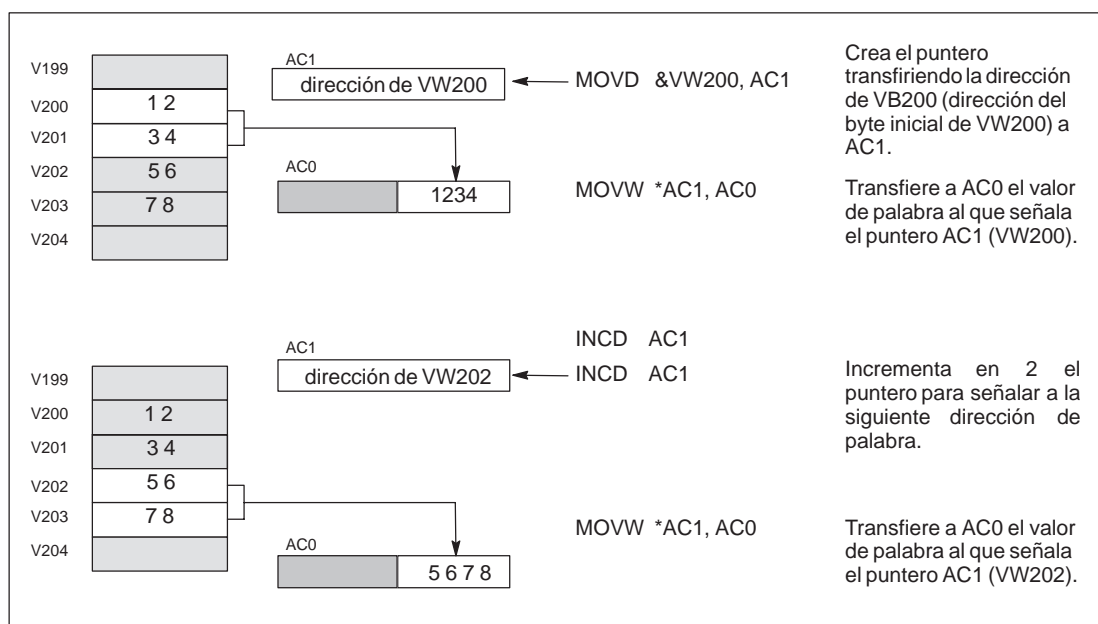 V199
V200
V201
V202
V203
V204
1 2
3 4
5 6
7 8
AC1
dirección de VW200
MOVD &VW200, AC1
Crea el puntero
transfiriendo la dirección
de VB200 (dirección del
byte inicial de VW200) a
AC1.
AC0
1234
MOVW *AC1, AC0
Transfiere a AC0 el valor
de palabra al que señala
el puntero AC1 (VW200).
V199
V200
V201
V202
V203
V204
1 2
3 4
5 6
7 8
INCD AC1
AC1
dirección de VW202
INCD AC1
Incrementa en 2 el
puntero para señalar a la
siguiente dirección de
palabra.
AC0
5 6 7 8
MOVW *AC1, AC0
Transfiere a AC0 el valor
de palabra al que señala
el puntero AC1 (VW202).